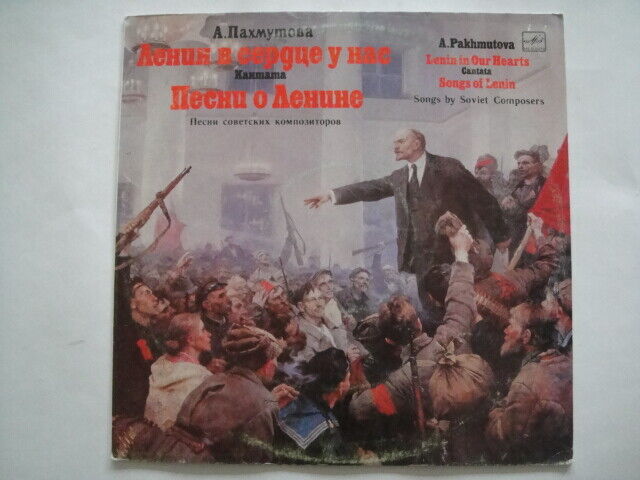 А. Пахмутова
Ленин в сердце у нас
Кантата
Песни о Ленине
Песни советских композиторов
A. Pakhmutova
Lenin in Our Hearts
Cantata
Songs of Lenin
Songs by Soviet Composers